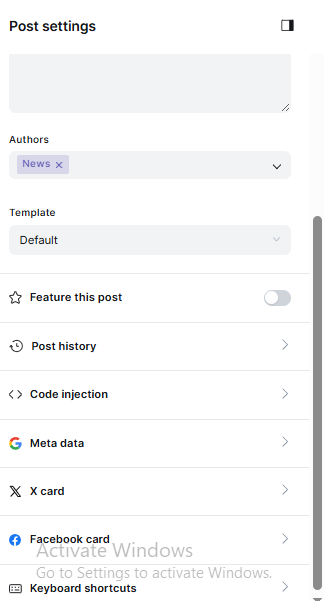 Post settings
Authors
News ×
Template
Default
Feature this post
Post history
Code injection
Meta data
X card
Facebook card
Activate Windows
Go to Settings to activate Windows.
Keyboard shortcuts